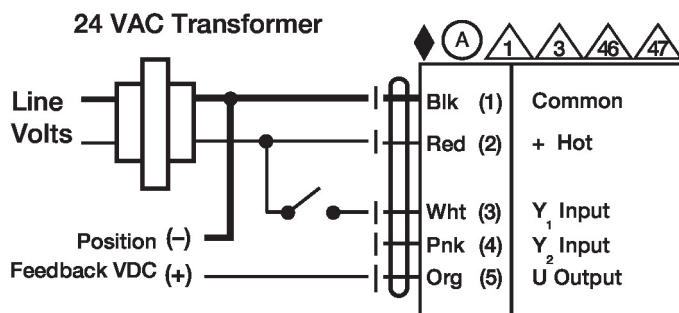 24 VAC Transformer
A 1 3 46 47
Line
Volts
Blk (1) Common
Red (2) + Hot
Wht (3) Y1 Input
Position (−)
Pnk (4) Y2 Input
Feedback VDC (+)
Org (5) U Output